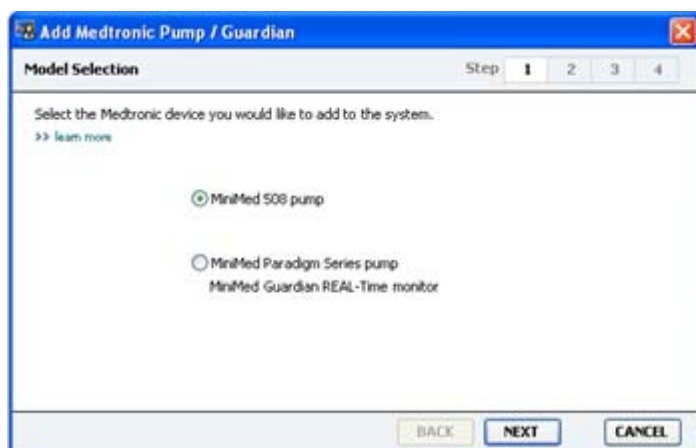 Add Medtronic Pump / Guardian
Model Selection Step 1 2 3 4
Select the Medtronic device you would like to add to the system.
>> learn more
MiniMed 508 pump
MiniMed Paradigm Series pump
MiniMed Guardian REAL-Time monitor
BACK NEXT CANCEL